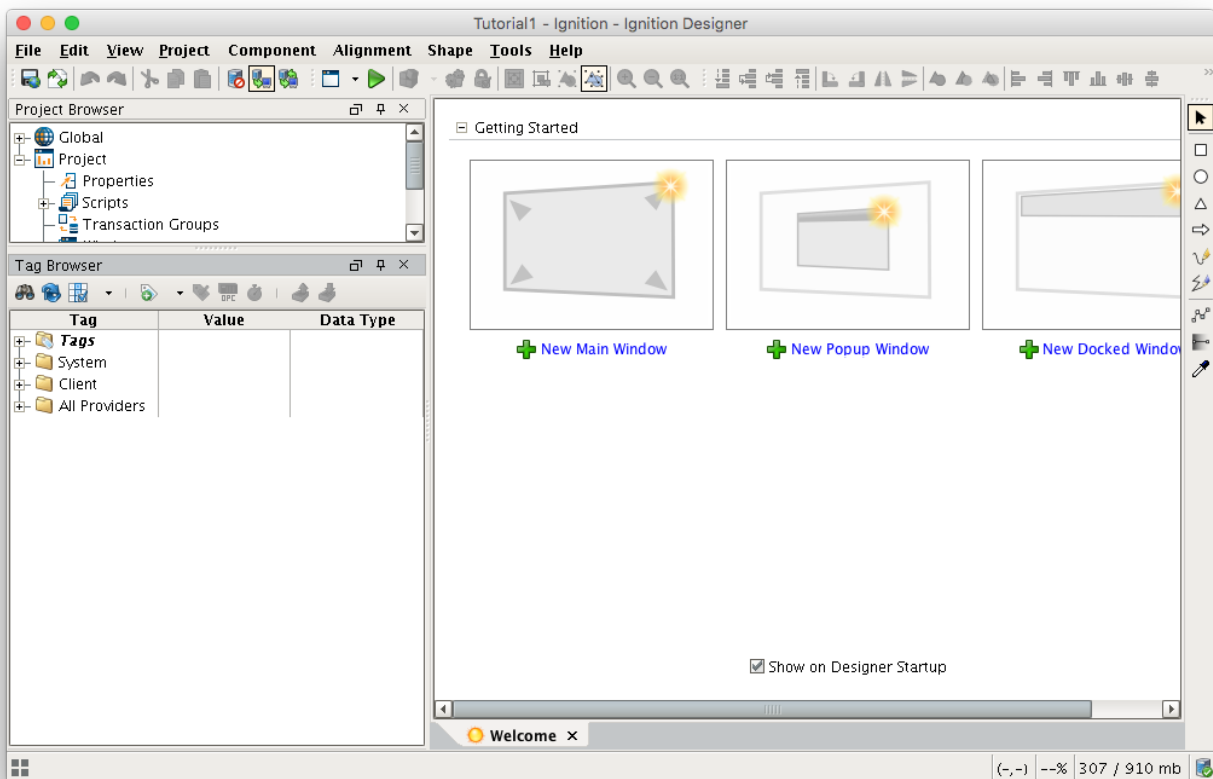 Tutorial1 - Ignition - Ignition Designer
File Edit View Project Component Alignment Shape Tools Help
Project Browser
Global
Project
Properties
Scripts
Transaction Groups
Tag Browser
OPC
Tag Value Data Type
Tags
System
Client
All Providers
Getting Started
New Main Window
New Popup Window
New Docked Window
Show on Designer Startup
Welcome
(-,-) --% 307 / 910 mb